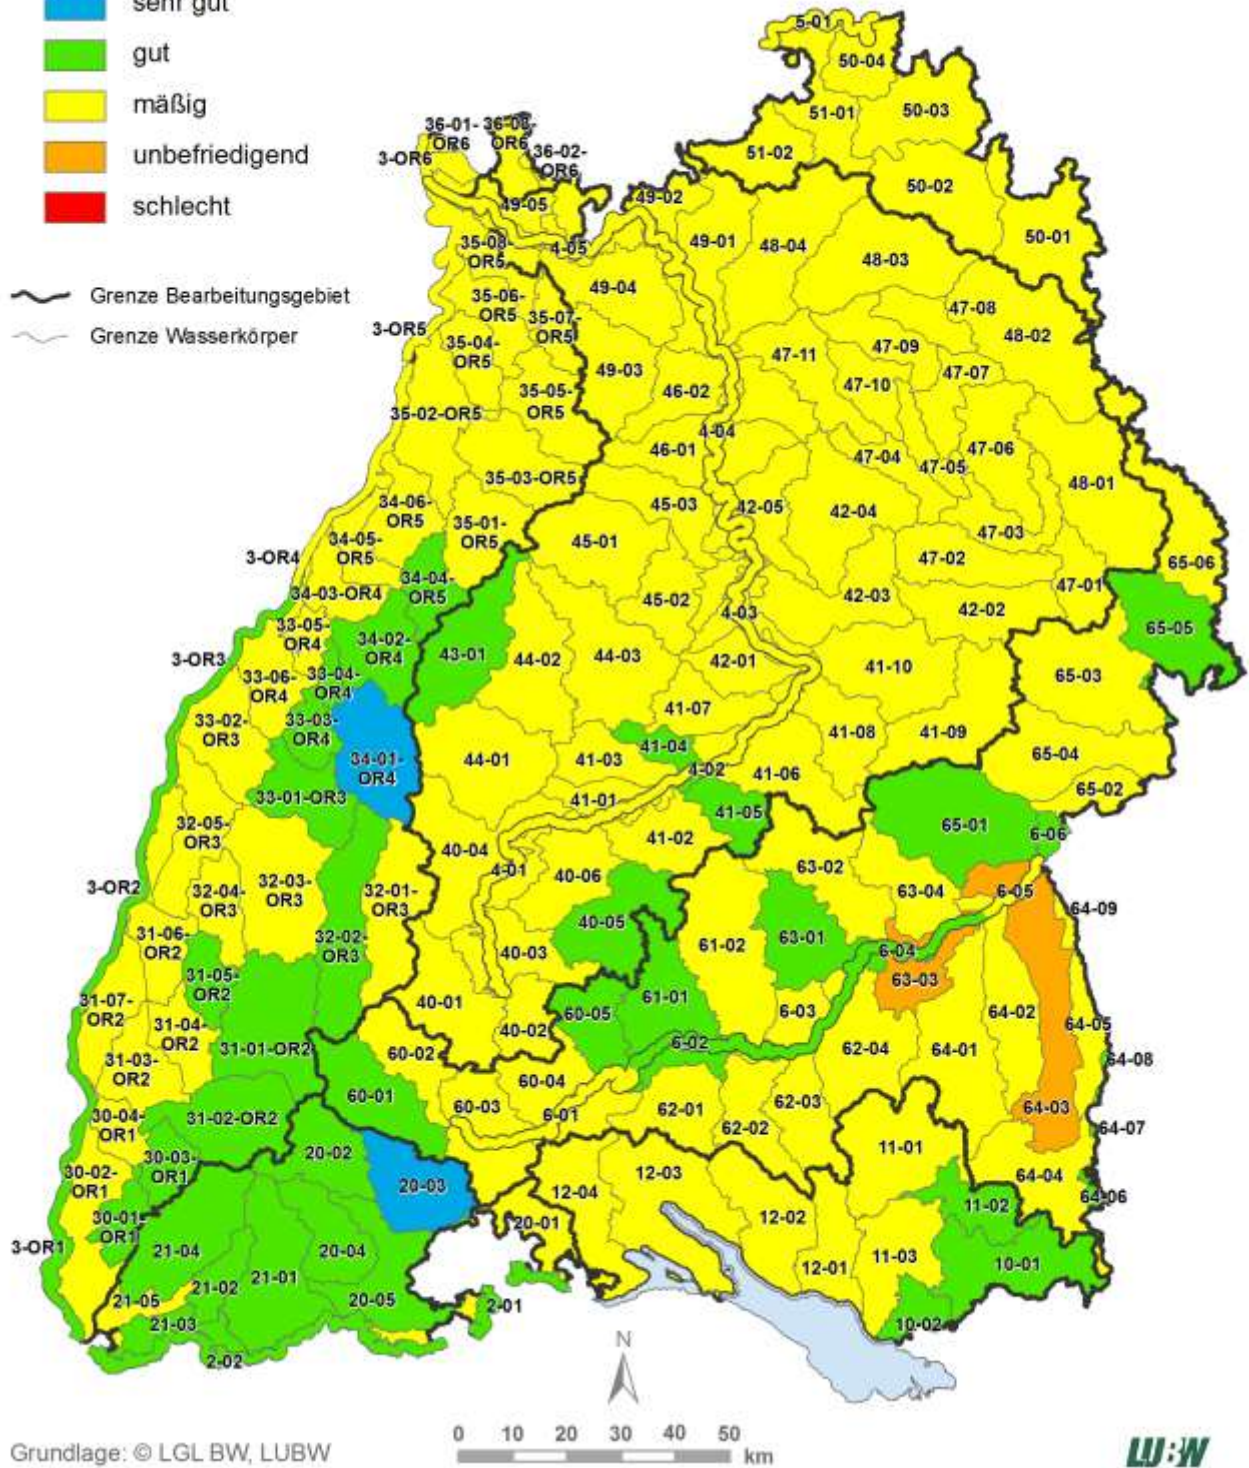 sehr gut
gut
mäßig
unbefriedigend
schlecht
Grenze Bearbeitungsgebiet
Grenze Wasserkörper
5-01
50-04
51-01
50-03
51-02
50-02
50-01
36-01-
OR6
36-03-
OR6
3-OR6
36-02-
OR6
49-05
49-02
4-05
35-08-
OR5
49-01
48-04
48-03
49-04
35-06-
OR5
35-07-
OR5
47-08
48-02
3-OR5
35-04-
OR5
47-11
47-09
47-07
47-10
49-03
46-02
35-05-
OR5
35-02-OR5
4-04
46-01
47-04
47-05
47-06
48-01
35-03-OR5
34-06-
OR5
45-03
42-05
42-04
35-01-
OR5
34-05-
OR5
45-01
47-03
3-OR4
47-02
65-06
34-04-
OR5
34-03-OR4
45-02
4-03
42-03
42-02
47-01
33-05-
OR4
34-02-
OR4
65-05
3-OR3
43-01
44-02
44-03
42-01
41-10
65-03
33-06-
OR4
33-04-
OR4
33-02-
OR3
33-03-
OR4
41-07
41-08
41-09
34-01-
OR4
44-01
41-03
41-04
4-02
41-06
65-04
65-02
33-01-OR3
41-01
41-05
32-05-
OR3
41-02
65-01
6-06
40-04
4-01
40-06
63-02
3-OR2
32-04-
OR3
32-03-
OR3
32-01-
OR3
63-04
6-05
64-09
31-06-
OR2
32-02-
OR3
40-05
61-02
63-01
6-04
40-03
31-05-
OR2
63-03
31-07-
OR2
40-01
60-05
61-01
6-03
64-02
64-05
31-04-
OR2
40-02
31-01-OR2
60-02
6-02
62-04
64-01
64-08
31-03-
OR2
60-04
60-01
60-03
6-01
62-01
62-03
62-02
64-03
64-07
30-04-
OR1
31-02-OR2
11-01
20-02
30-03-
OR1
30-02-
OR1
20-03
12-03
12-04
64-04
64-06
11-02
30-01-
OR1
12-02
20-01
3-OR1
21-04
20-04
11-03
10-01
12-01
21-01
21-02
21-05
20-05
2-01
21-03
10-02
2-02
N
0 10 20 30 40 50
km
Grundlage: © LGL BW, LUBW
LUBW